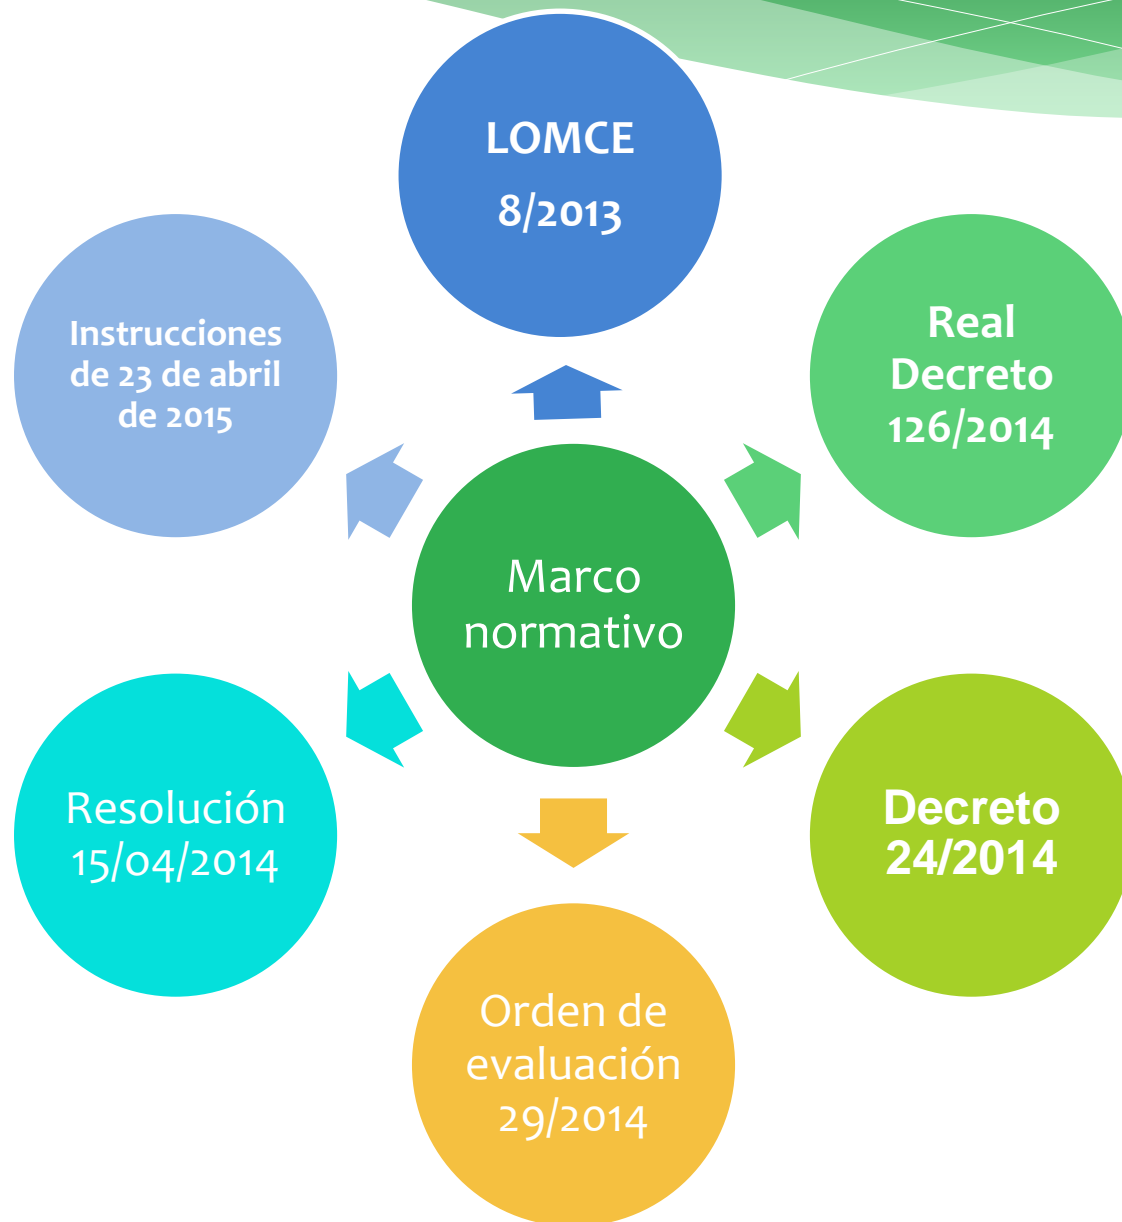 LOMCE
8/2013
Instrucciones
de 23 de abril
de 2015
Real
Decreto
126/2014
Marco
normativo
Resolución
15/04/2014
Decreto
24/2014
Orden de
evaluación
29/2014